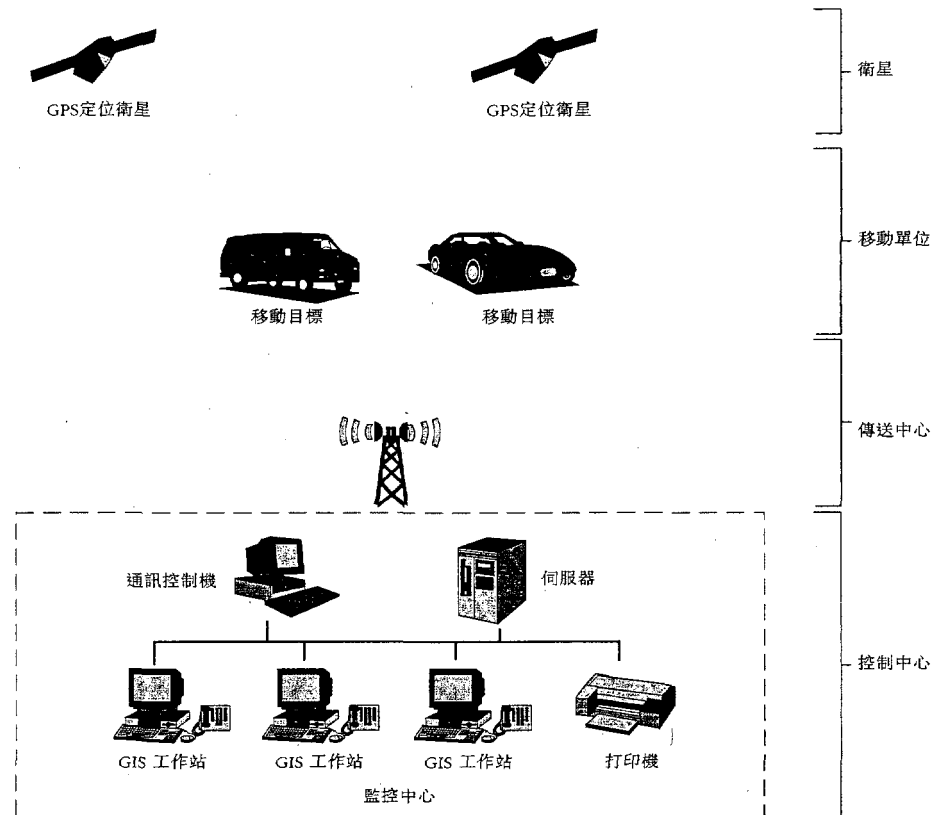 衛星
GPS定位衛星
GPS定位衛星
移動單位
移動目標
移動目標
傳送中心
通訊控制機
伺服器
控制中心
GIS 工作站
GIS 工作站
GIS 工作站
打印機
監控中心